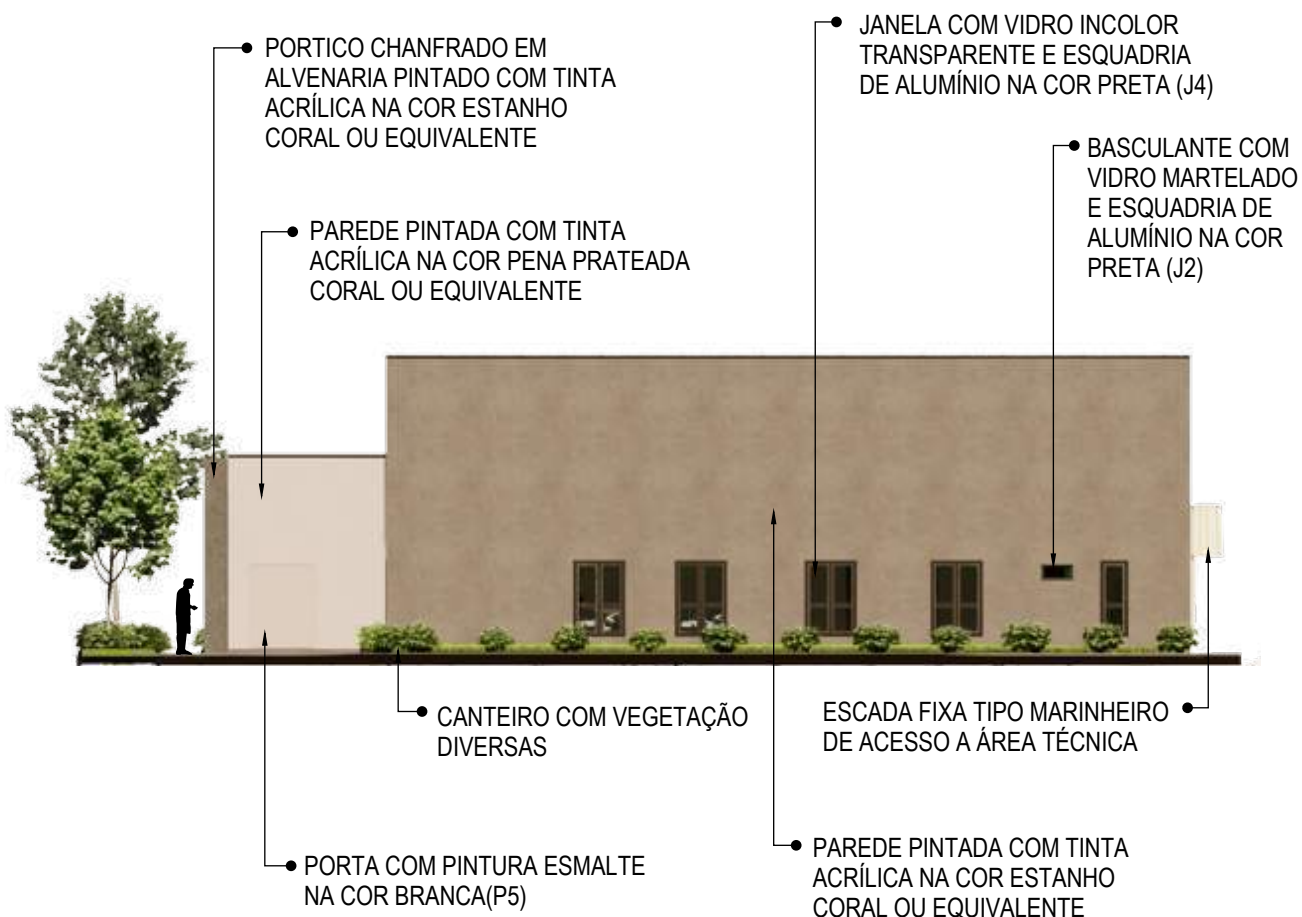 PORTICO CHANFRADO EM
ALVENARIA PINTADO COM TINTA
ACRÍLICA NA COR ESTANHO
CORAL OU EQUIVALENTE
JANELA COM VIDRO INCOLOR
TRANSPARENTE E ESQUADRIA
DE ALUMÍNIO NA COR PRETA (J4)
BASCULANTE COM
VIDRO MARTELADO
E ESQUADRIA DE
ALUMÍNIO NA COR
PRETA (J2)
PAREDE PINTADA COM TINTA
ACRÍLICA NA COR PENA PRATEADA
CORAL OU EQUIVALENTE
CANTEIRO COM VEGETAÇÃO
DIVERSAS
ESCADA FIXA TIPO MARINHEIRO
DE ACESSO A ÁREA TÉCNICA
PORTA COM PINTURA ESMALTE
NA COR BRANCA(P5)
PAREDE PINTADA COM TINTA
ACRÍLICA NA COR ESTANHO
CORAL OU EQUIVALENTE